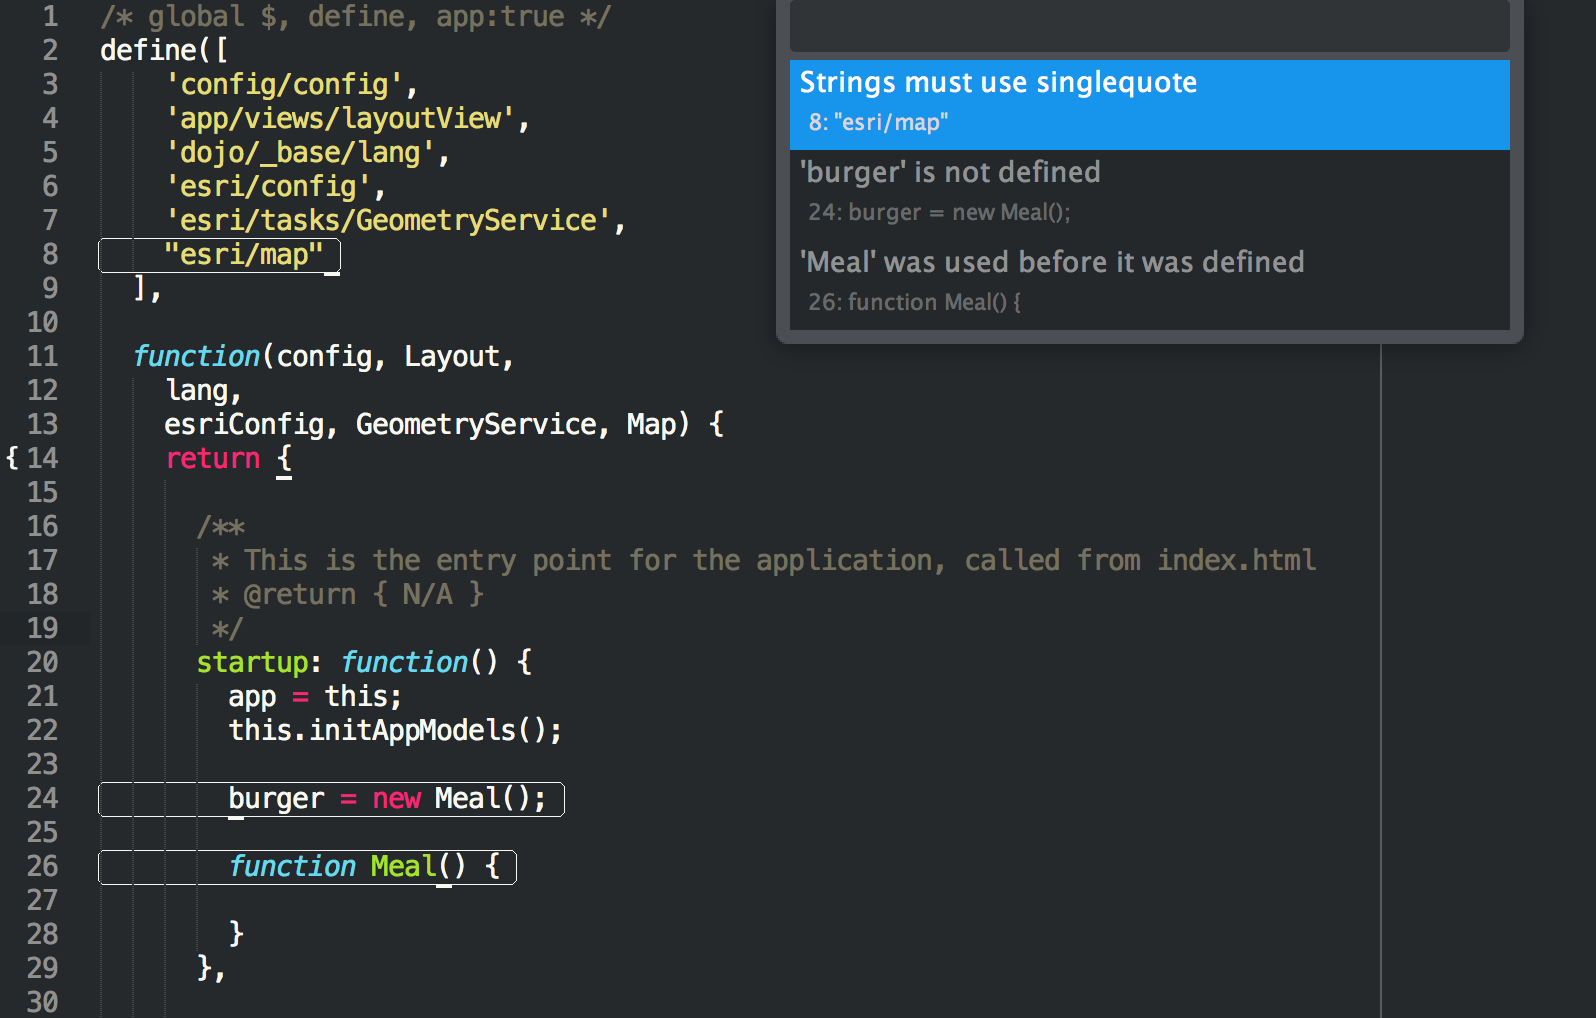 1 /* global $, define, app:true */
2 define([
3 'config/config',
4 'app/views/layoutView',
5 'dojo/_base/lang',
6 'esri/config',
7 'esri/tasks/GeometryService',
8 "esri/map"
9 ],
10
11 function(config, Layout,
12 lang,
13 esriConfig, GeometryService, Map) {
{ 14 return {
15
16 /**
17 * This is the entry point for the application, called from index.html
18 * @return { N/A }
19 */
20 startup: function() {
21 app = this;
22 this.initAppModels();
23
24 burger = new Meal();
25
26 function Meal() {
27
28 }
29 },
30
Strings must use singlequote
8: "esri/map"
'burger' is not defined
24: burger = new Meal();
'Meal' was used before it was defined
26: function Meal() {